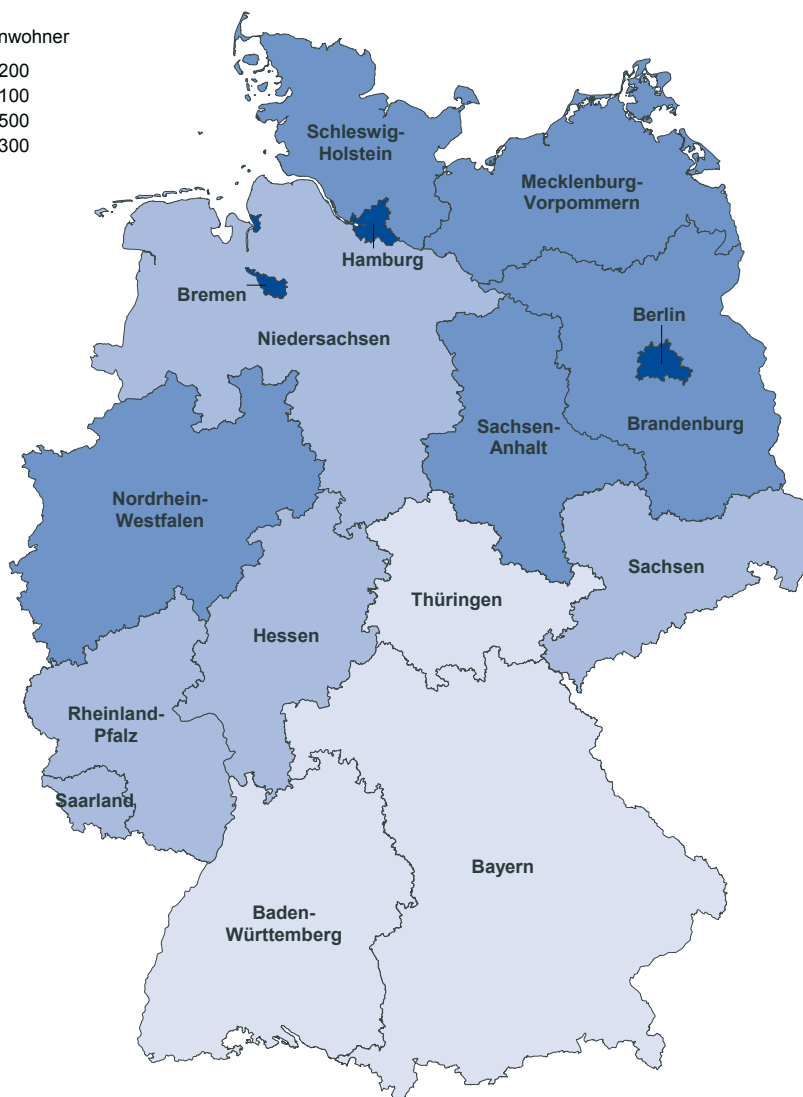 nwohner
200
100
500
300
Schleswig-
Holstein
Mecklenburg-
Vorpommern
Hamburg
Bremen
Niedersachsen
Berlin
Brandenburg
Sachsen-
Anhalt
Nordrhein-
Westfalen
Sachsen
Thüringen
Hessen
Rheinland-
Pfalz
Saarland
Bayern
Baden-
Württemberg